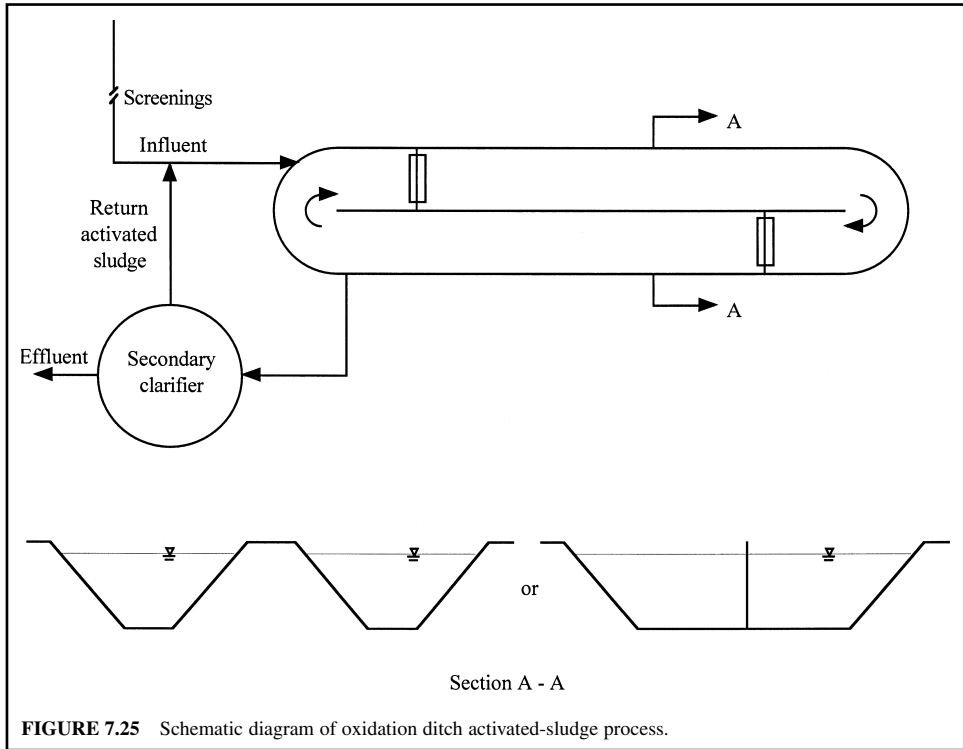 Screenings
Influent
A
Return
activated
sludge
A
Effluent
Secondary
clarifier
or
Section A - A
FIGURE 7.25 Schematic diagram of oxidation ditch activated-sludge process.